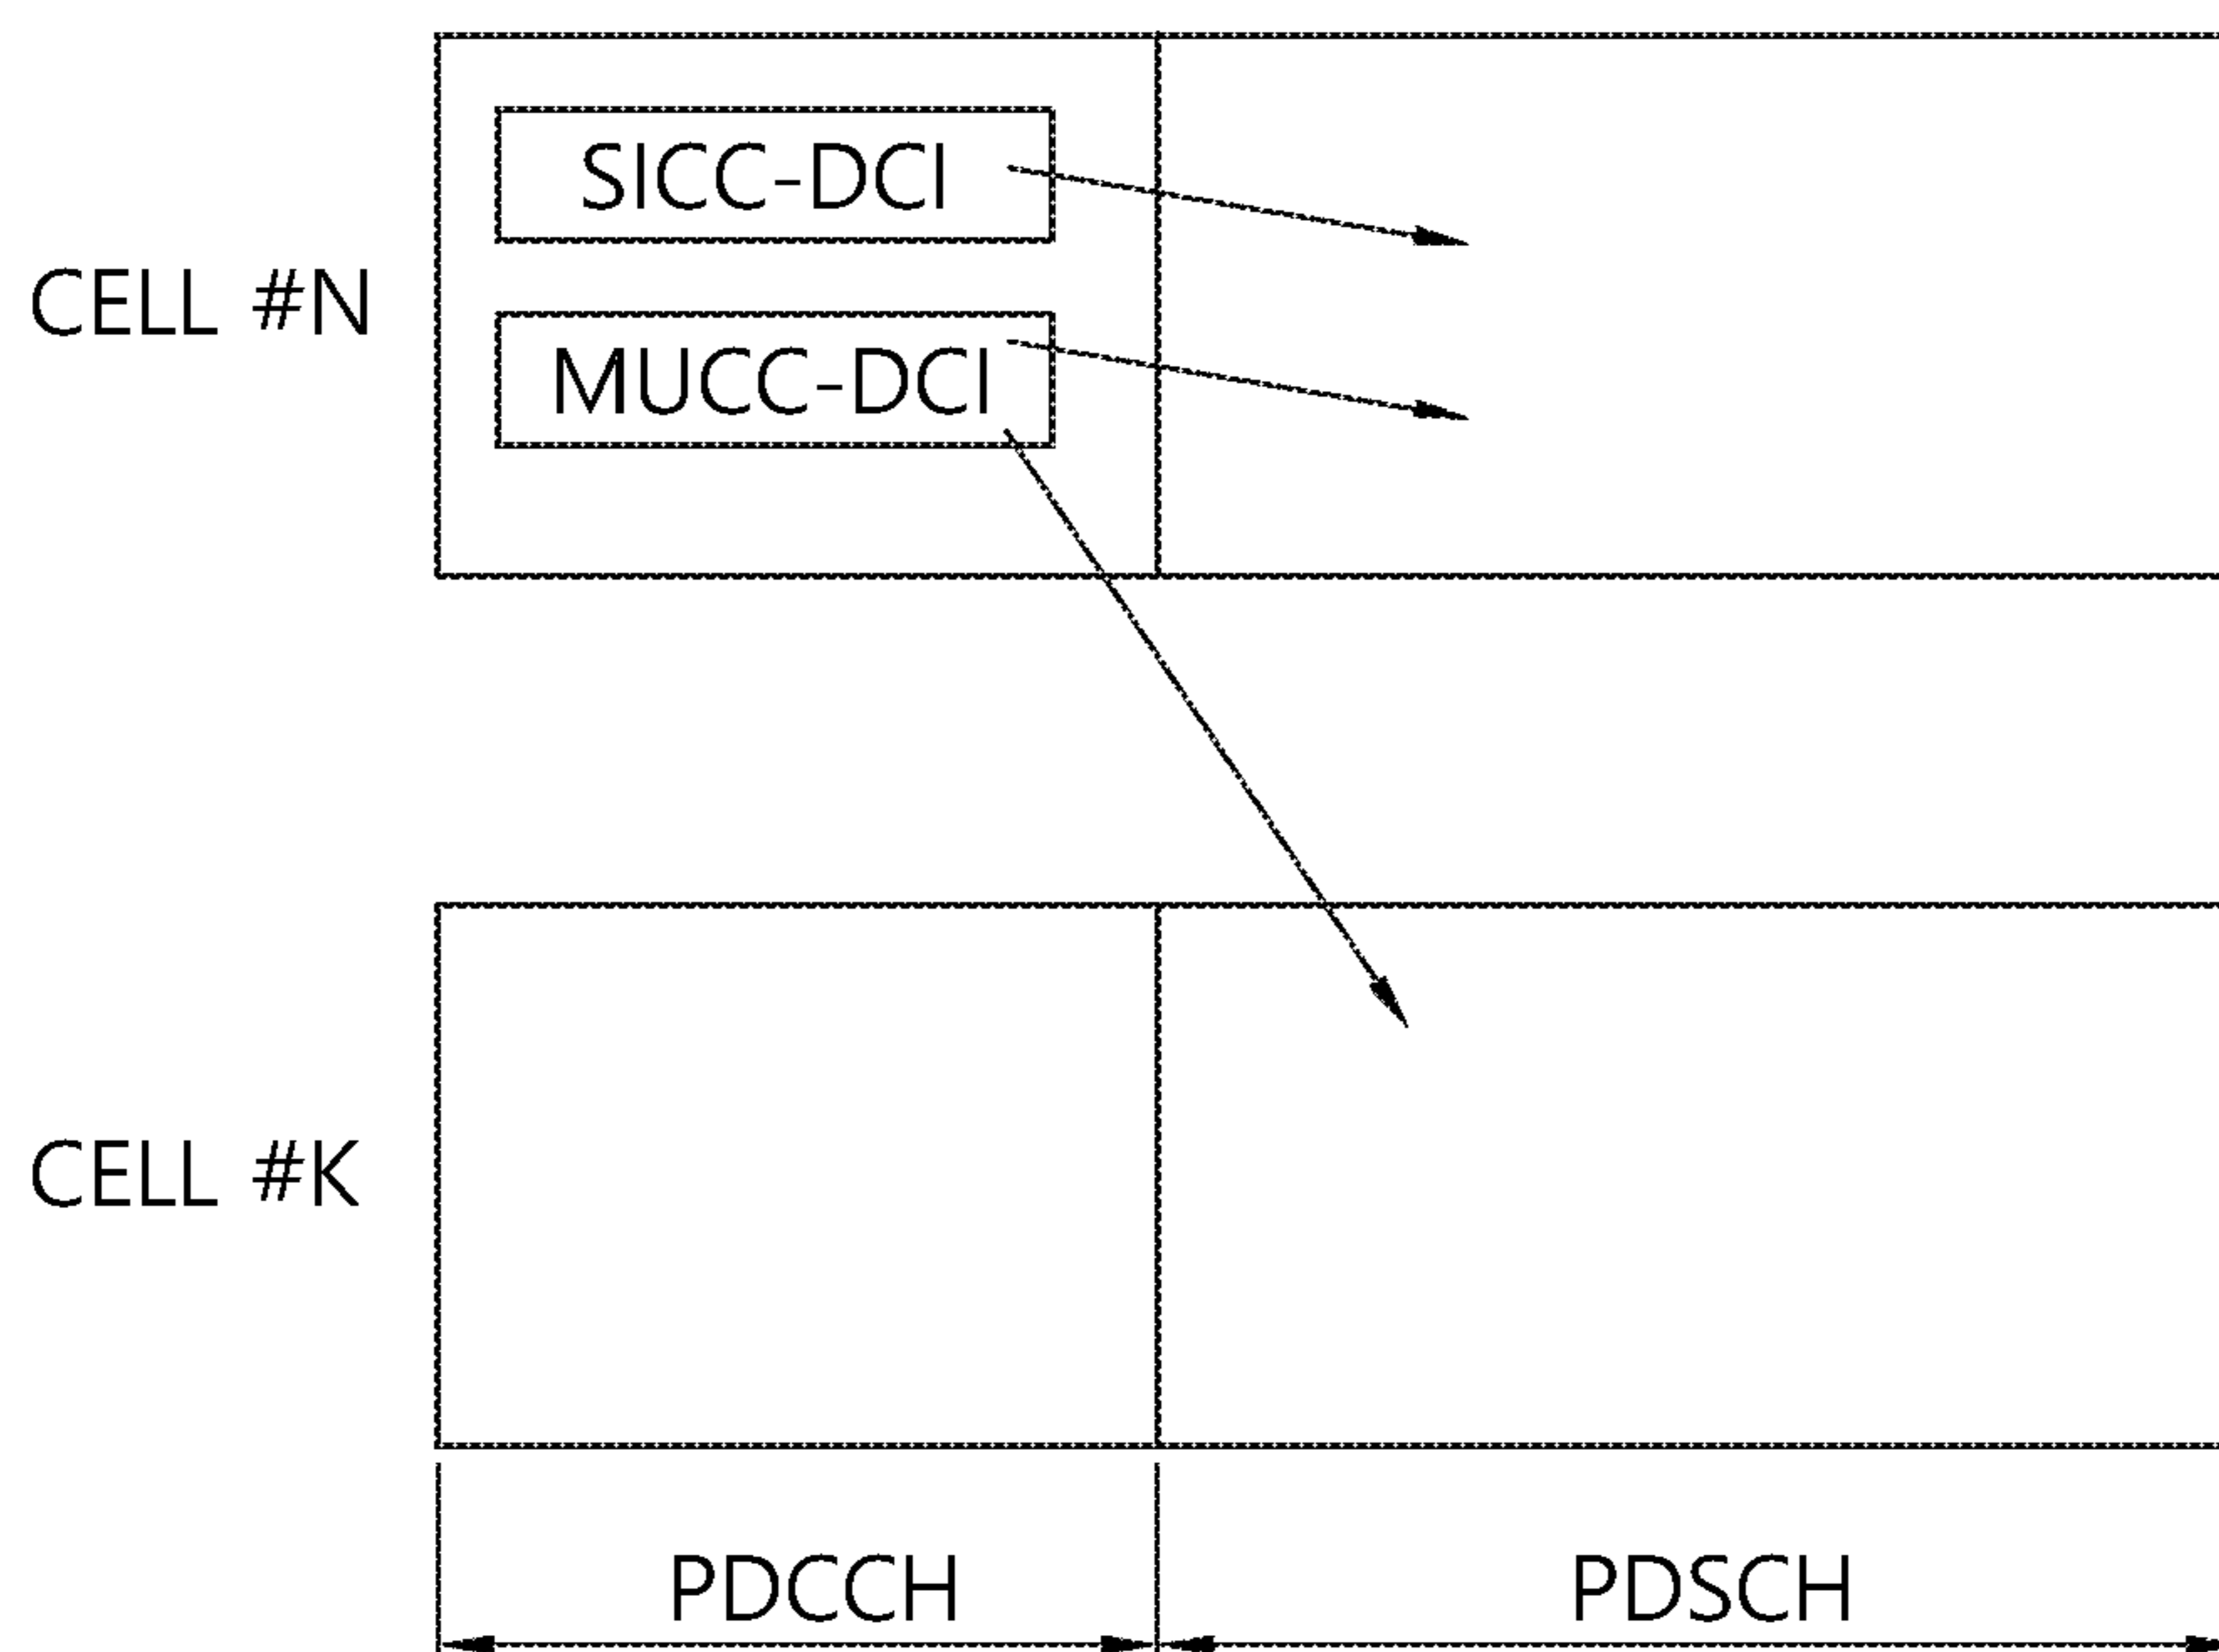 SICC-DCI
CELL #N
MUCC-DCI
CELL #K
PDCCH
PDSCH